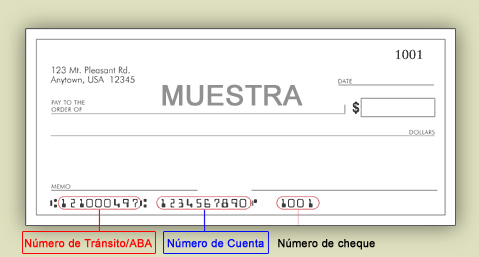 1001
123 Mt. Pleasant Rd.
Anytown, USA 12345
DATE
MUESTRA
PAY TO THE
ORDER OF
$
DOLLARS
MEMO
⑆121000497⑆ 1234567890⑈ 1001
Número de Tránsito/ABA Número de Cuenta Número de cheque